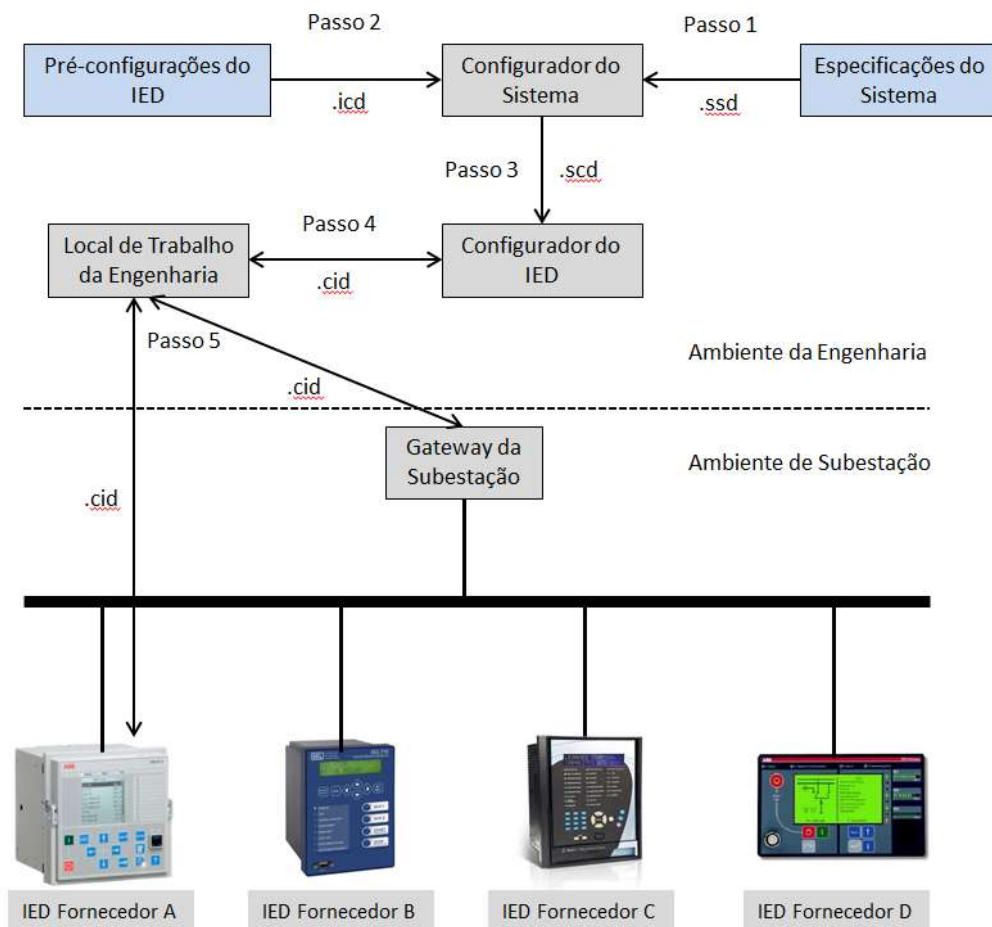 Passo 2
Passo 1
Pré-configurações do
IED
Configurador do
Sistema
Especificações do
Sistema
.icd
.ssd
Passo 3
.scd
Passo 4
Local de Trabalho
da Engenharia
Configurador do
IED
.cid
Passo 5
Ambiente da Engenharia
.cid
Gateway da
Subestação
Ambiente de Subestação
.cid
ABB
IED Fornecedor A
IED Fornecedor B
IED Fornecedor C
IED Fornecedor D